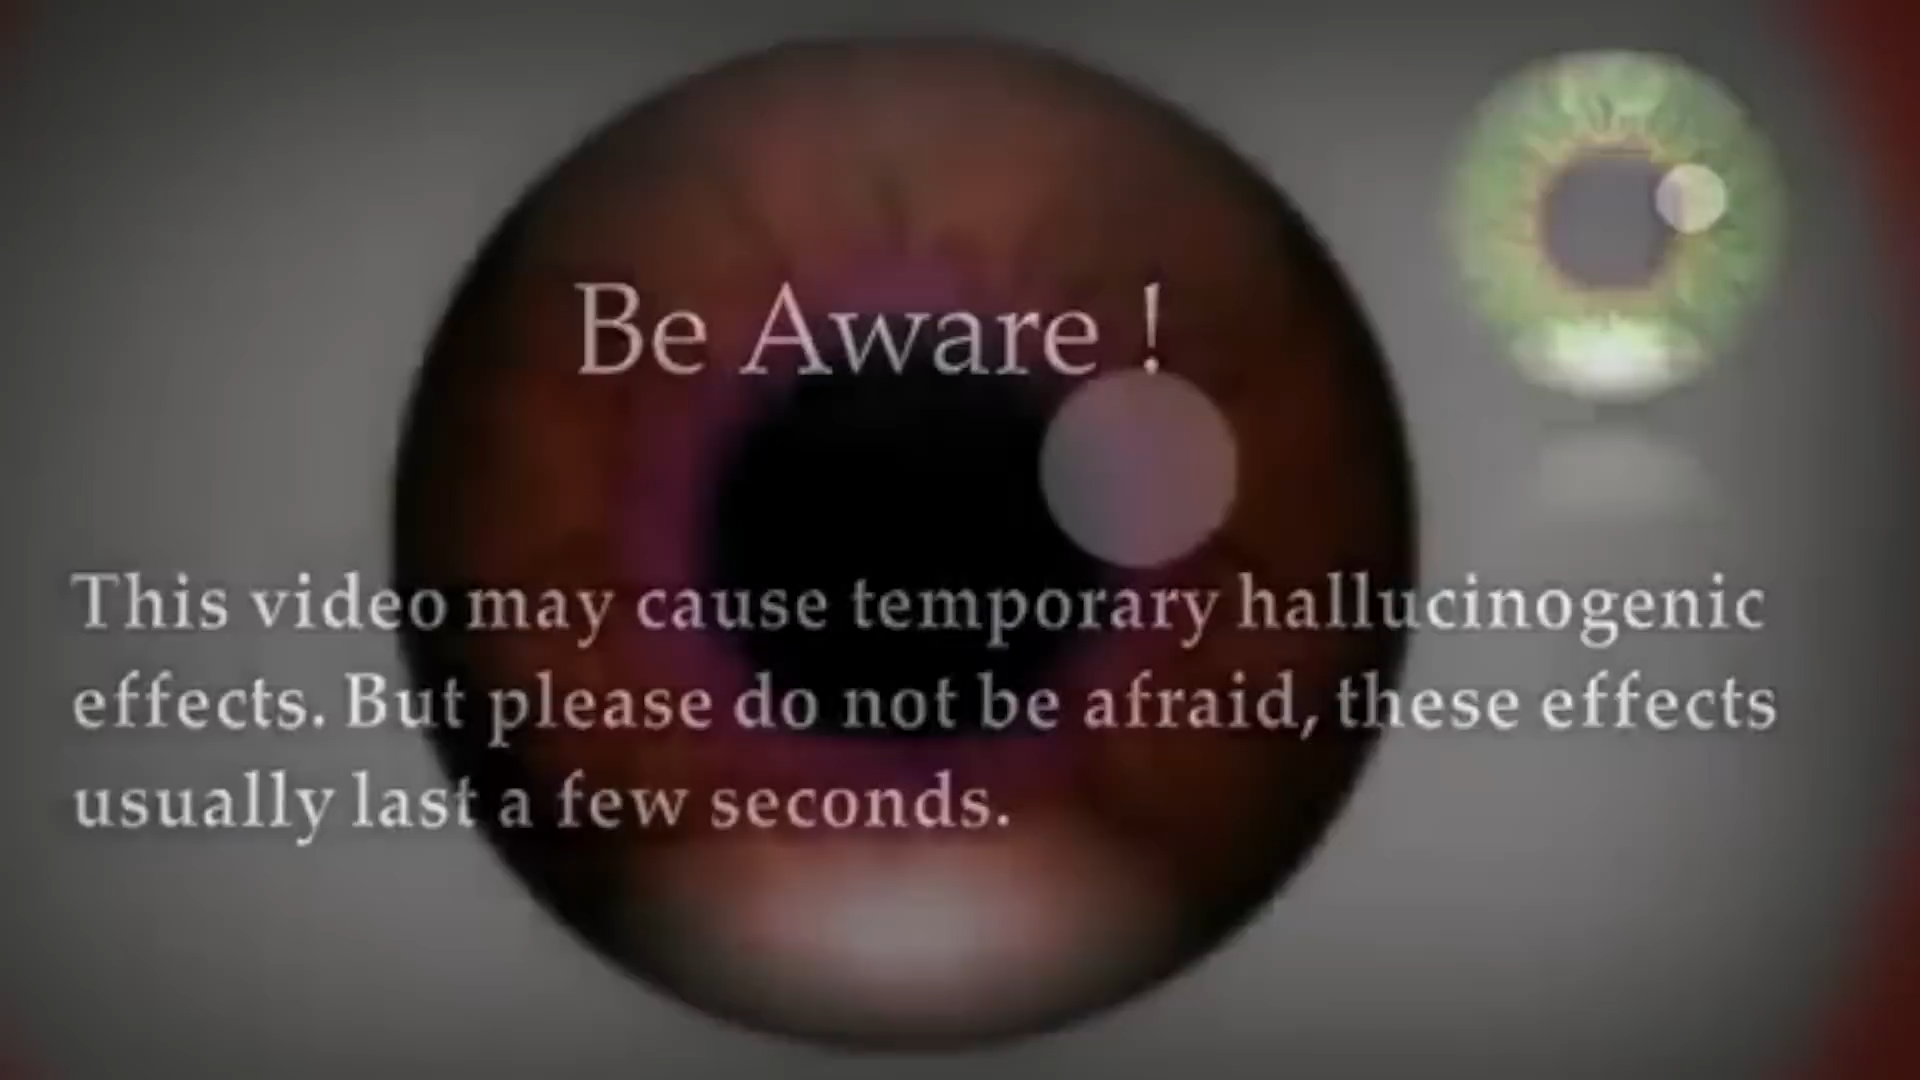 Be Aware !
This video may cause temporary hallucinogenic
effects. But please do not be afraid, these effects
usually last a few seconds.